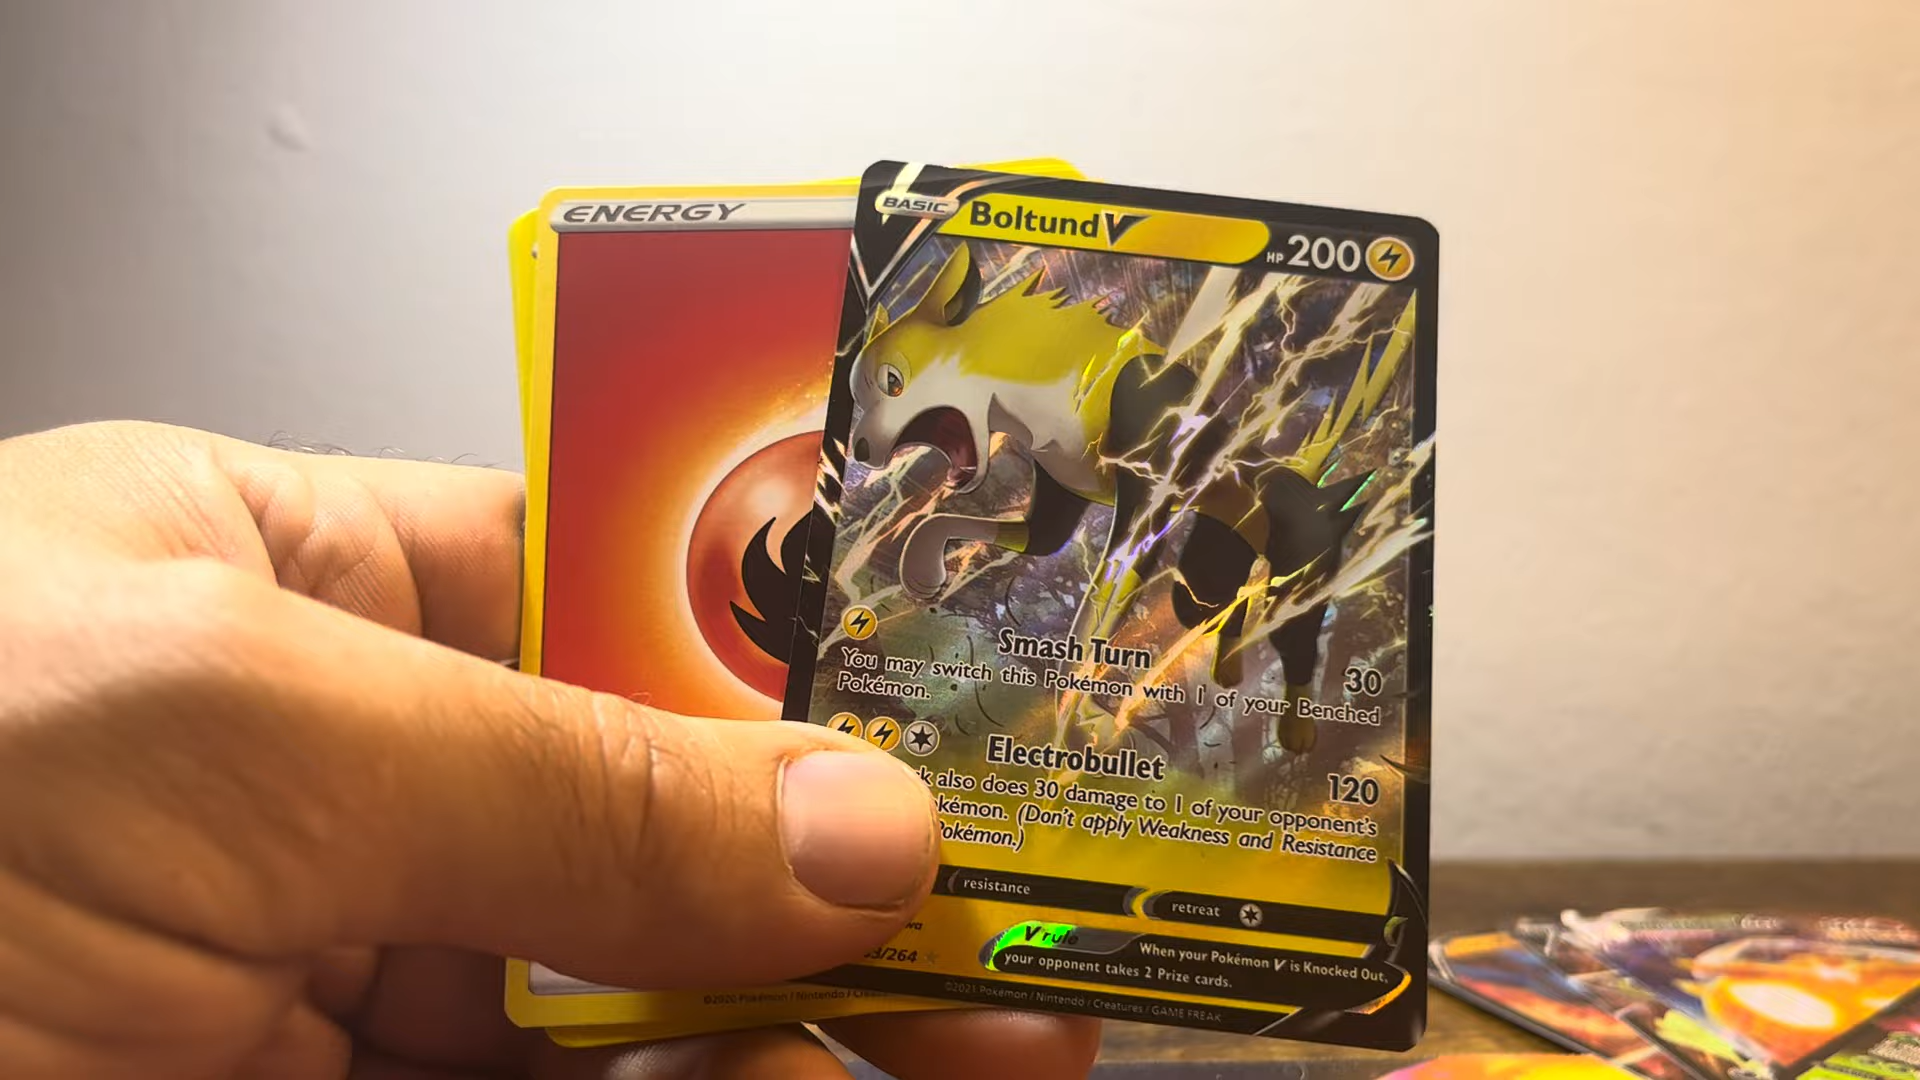 ENERGY
BASIC
Boltund V
HP 200
Smash Turn
30
You may switch this Pokémon with 1 of your Benched
Pokémon.
Electrobullet
120
also does 30 damage to 1 of your opponent's
(Don't apply Weakness and Resistance
Pokémon.)
resistance
retreat
V rule
When your Pokémon V is Knocked Out,
your opponent takes 2 Prize cards.
/264
©2020 Pokémon / Nintendo /
©2021 Pokémon / Nintendo / Creatures / GAME FREAK